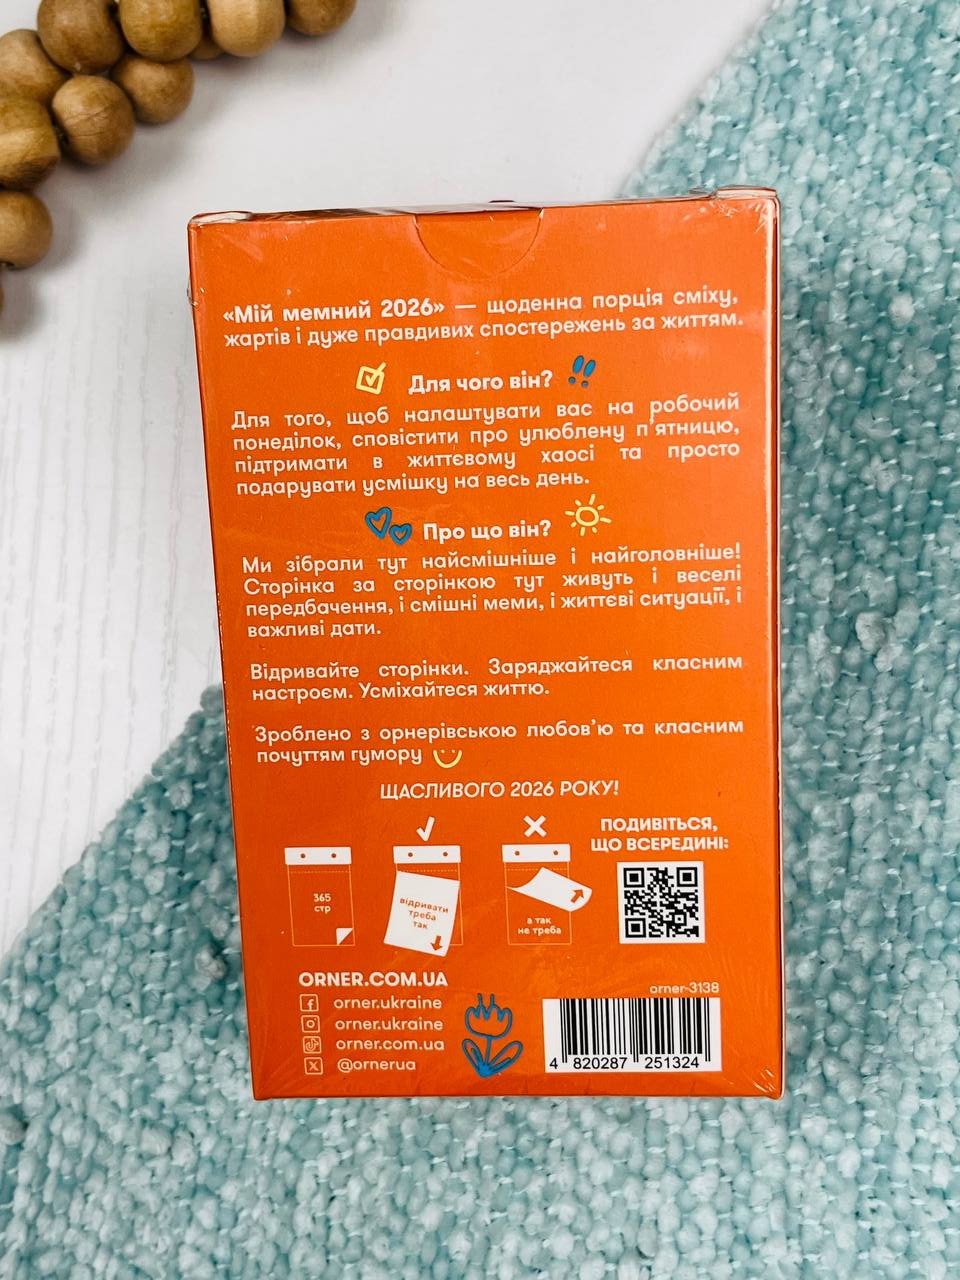 «Мій мемний 2026» — щоденна порція сміху,
жартів і дуже правдивих спостережень за життям.
Для чого він?
Для того, щоб налаштувати вас на робочий
понеділок, сповістити про улюблену п'ятницю,
підтримати в життєвому хаосі та просто
подарувати усмішку на весь день.
Про що він?
Ми зібрали тут найсмішніше і найголовніше!
Сторінка за сторінкою тут живуть і веселі
передбачення, і смішні меми, і життєві ситуації, і
важливі дати.
Відривайте сторінки. Заряджайтеся класним
настроєм. Усміхайтеся життю.
Зроблено з орнерівською любов'ю та класним
почуттям гумору
ЩАСЛИВОГО 2026 РОКУ!
365
стр
відривати
треба
так
а так
не треба
ПОДИВІТЬСЯ,
ЩО ВСЕРЕДИНІ:
ORNER.COM.UA
orner.ukraine
orner.ukraine
orner.com.ua
@ornerua
orner-3138
4 820287 251324